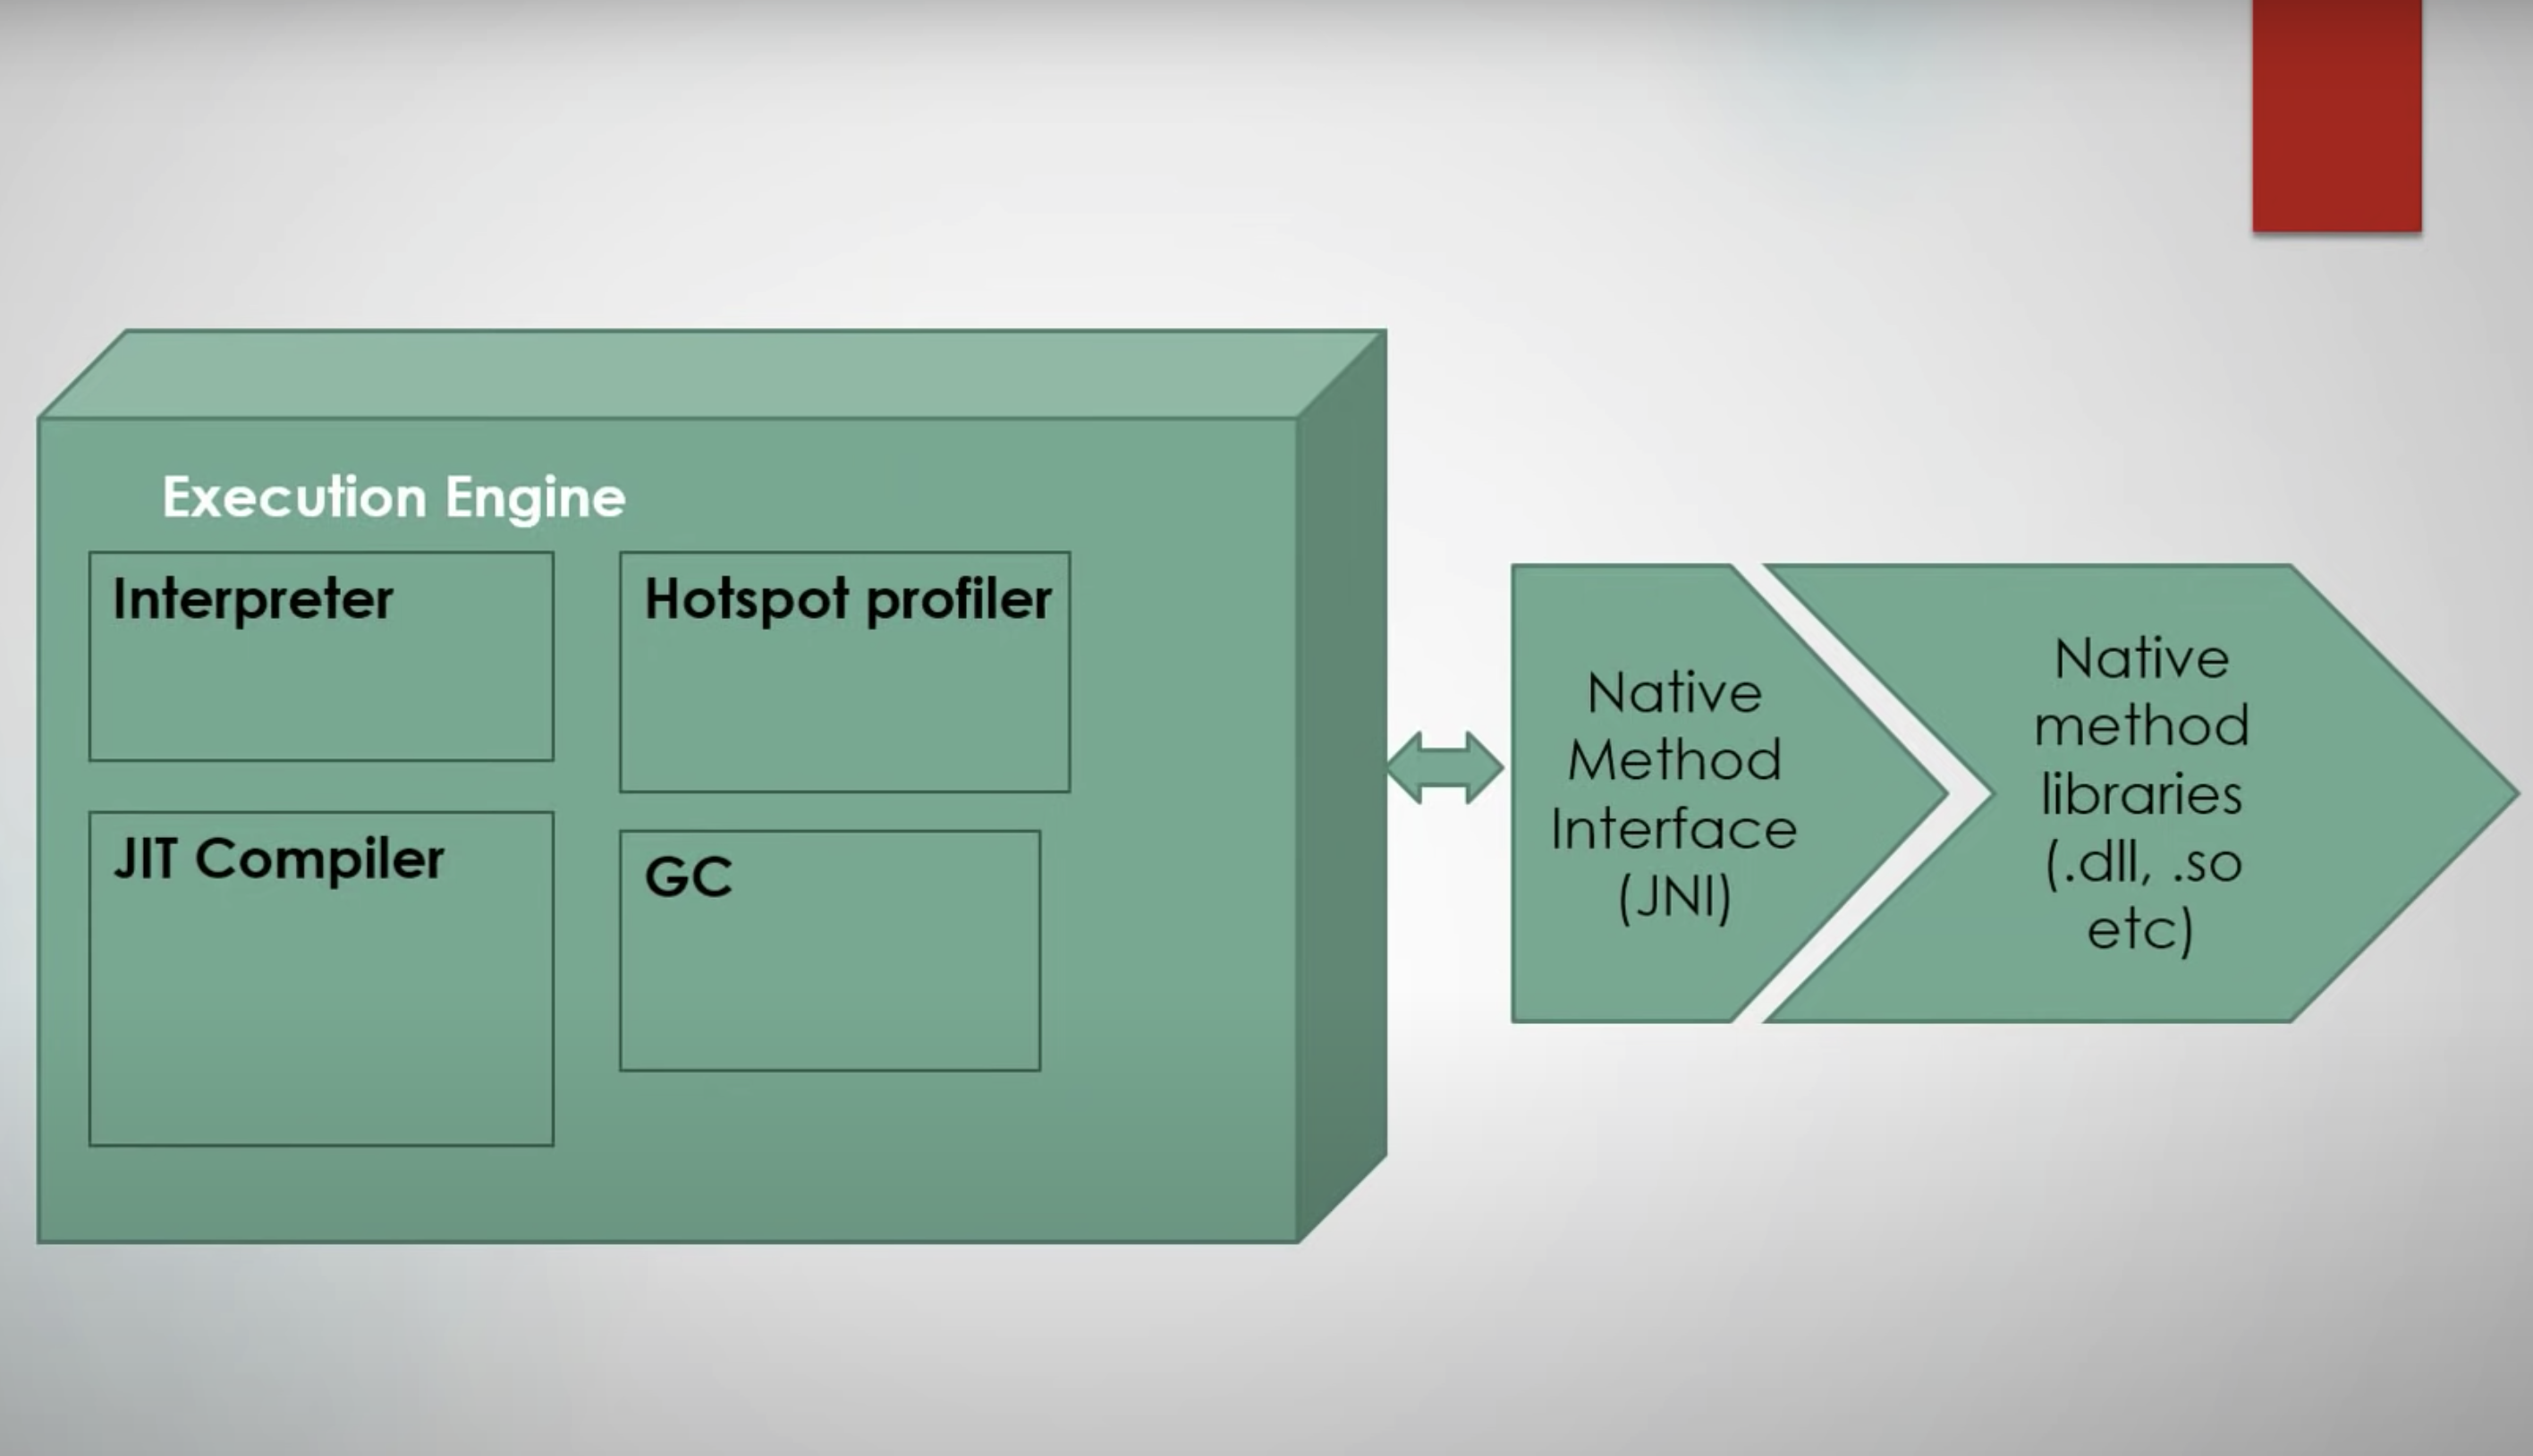 Execution Engine
Interpreter
Hotspot profiler
JIT Compiler
GC
Native
Method
Interface
(JNI)
Native
method
libraries
(.dll, .so
etc)